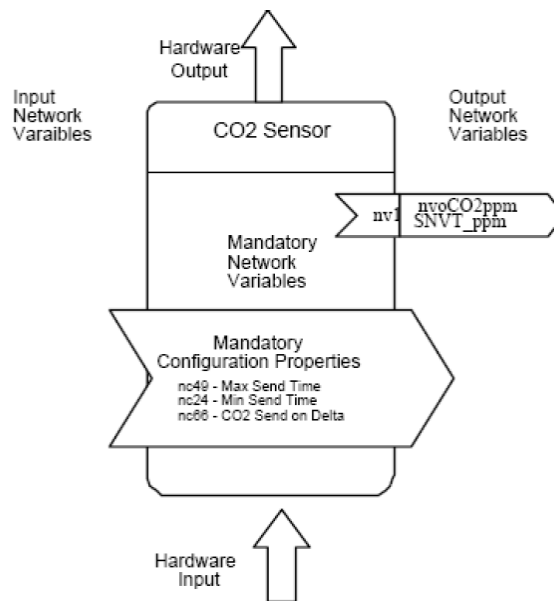 Hardware
Output
Input
Network
Varaibles
Output
Network
Variables
CO2 Sensor
nv1
nvoCO2ppm
SNVT_ppm
Mandatory
Network
Variables
Mandatory
Configuration Properties
nc49 - Max Send Time
nc24 - Min Send Time
nc66 - CO2 Send on Delta
Hardware
Input